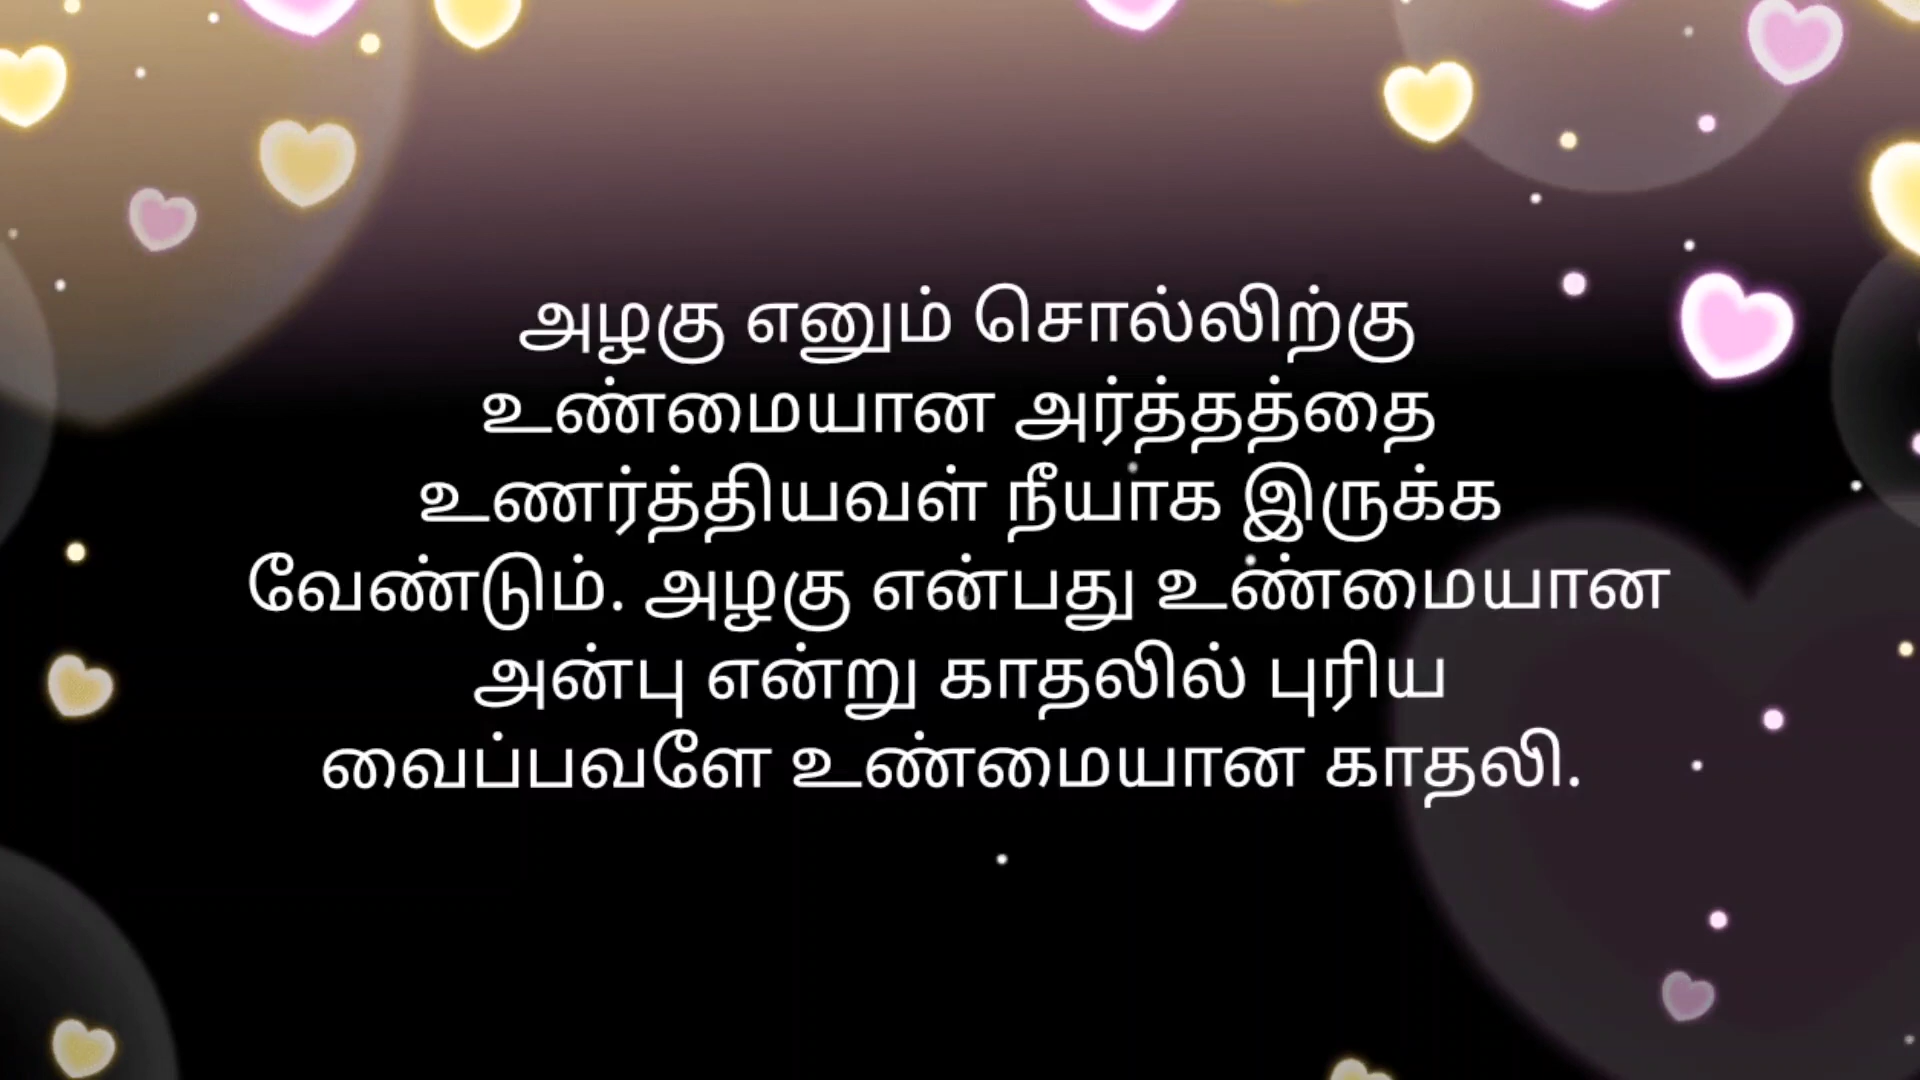 அழகு எனும் சொல்லிற்கு
உண்மையான அர்த்தத்தை
உணர்த்தியவள் நீயாக இருக்க
வேண்டும். அழகு என்பது உண்மையான
அன்பு என்று காதலில் புரிய
வைப்பவளே உண்மையான காதலி.